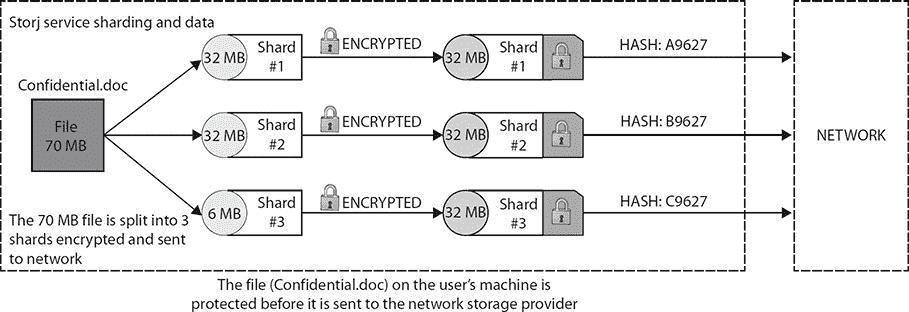 Storj service sharding and data
Confidential.doc
File
70 MB
32 MB
Shard
#1
ENCRYPTED
32 MB
Shard
#1
HASH: A9627
32 MB
Shard
#2
ENCRYPTED
32 MB
Shard
#2
HASH: B9627
6 MB
Shard
#3
ENCRYPTED
32 MB
Shard
#3
HASH: C9627
NETWORK
The 70 MB file is split into 3
shards encrypted and sent
to network
The file (Confidential.doc) on the user's machine is
protected before it is sent to the network storage provider